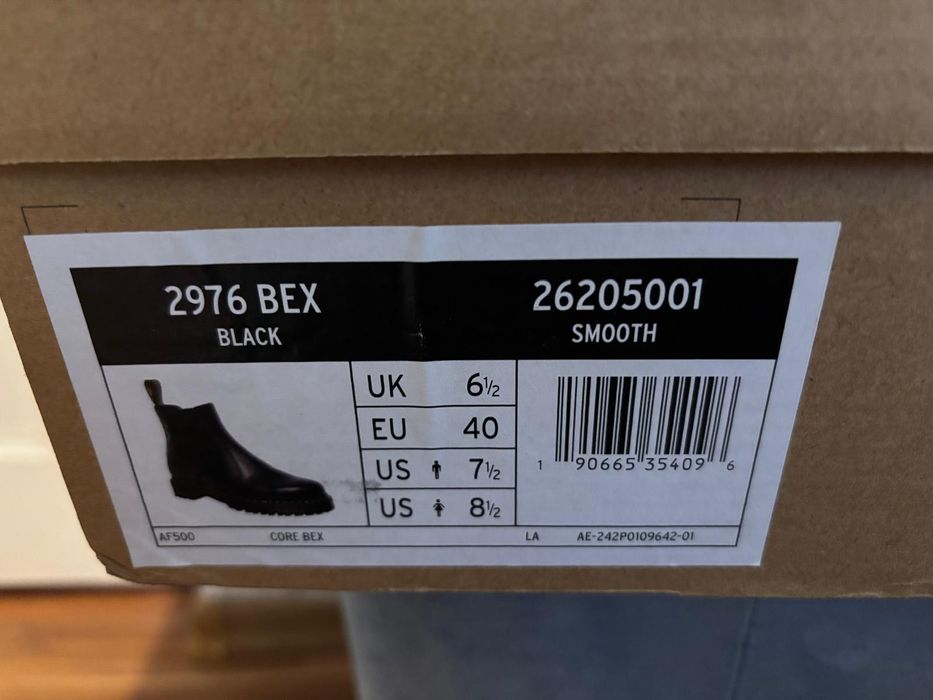 2976 BEX
BLACK
26205001
SMOOTH
UK 6½
EU 40
US 7½
US 8½
1 90665 35409 6
AF500 CORE BEX LA AE-242P0109642-01